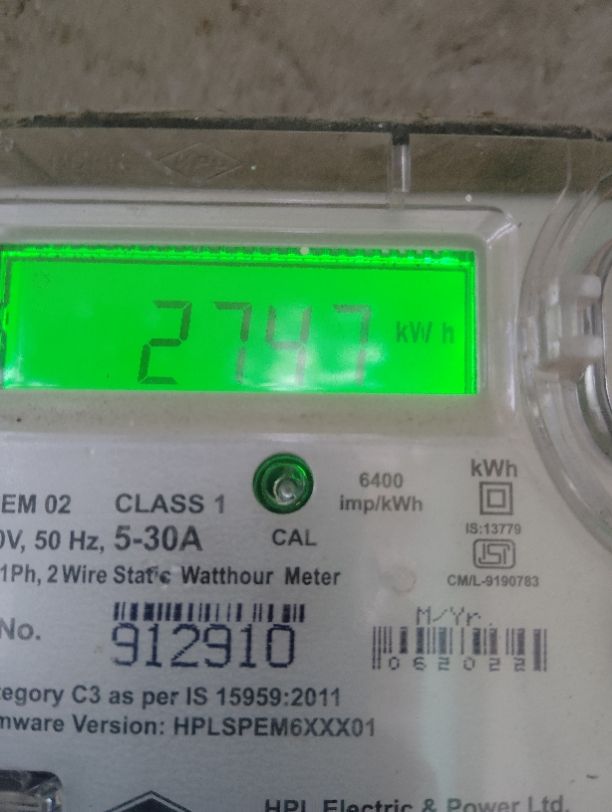 2747 kWh
6400
imp/kWh
kWh
IS:13779
CM/L-9190783
EM 02 CLASS 1
0V, 50 Hz, 5-30A
CAL
1Ph, 2 Wire Static Watthour Meter
No.
912910
M/Yr.
062022
tegory C3 as per IS 15959:2011
mware Version: HPLSPEM6XXX01
HPL Electric & Power Ltd.